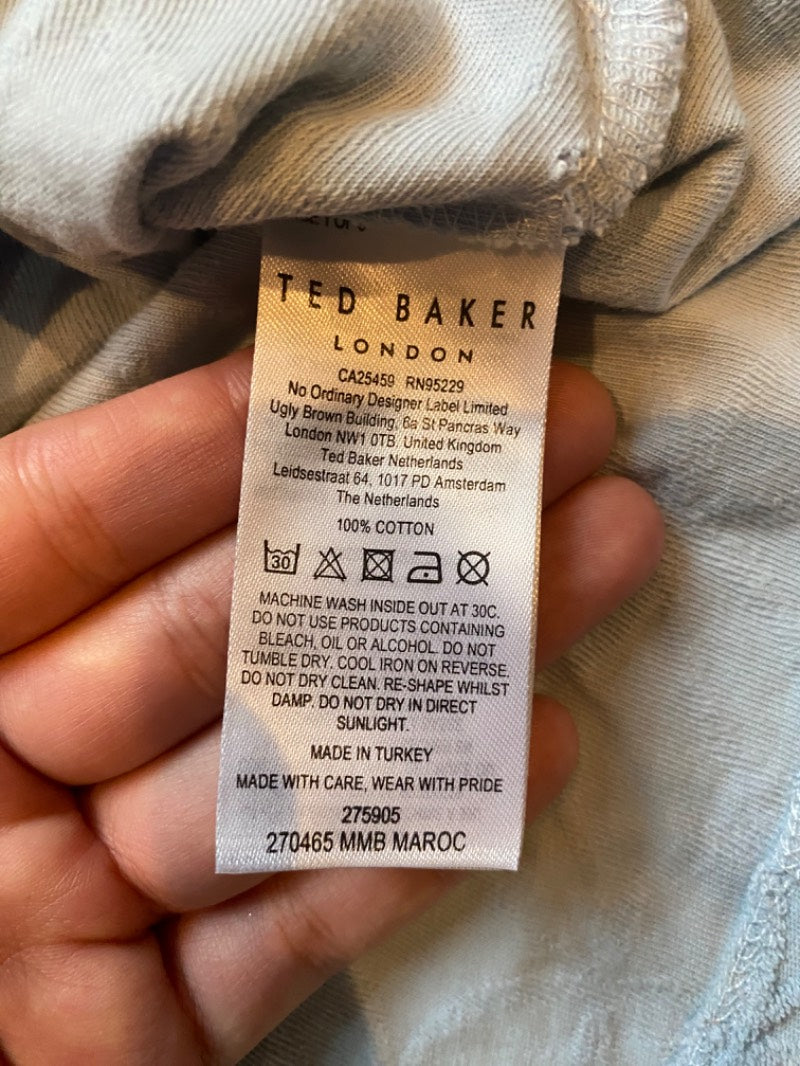 TED BAKER
LONDON
CA25459 RN95229
No Ordinary Designer Label Limited
Ugly Brown Building, 6a St Pancras Way
London NW1 0TB, United Kingdom
Ted Baker Netherlands
Leidsestraat 64, 1017 PD Amsterdam
The Netherlands
100% COTTON
30
MACHINE WASH INSIDE OUT AT 30C.
DO NOT USE PRODUCTS CONTAINING
BLEACH, OIL OR ALCOHOL. DO NOT
TUMBLE DRY. COOL IRON ON REVERSE.
DO NOT DRY CLEAN. RE-SHAPE WHILST
DAMP. DO NOT DRY IN DIRECT
SUNLIGHT.
MADE IN TURKEY
MADE WITH CARE, WEAR WITH PRIDE
275905
270465 MMB MAROC